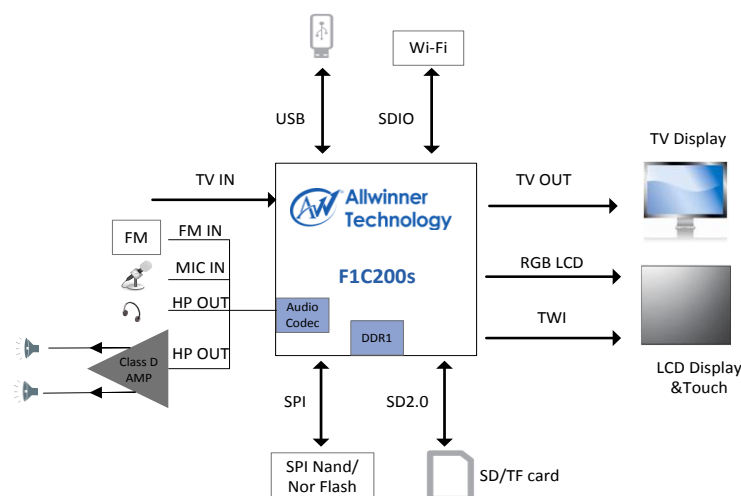 Wi-Fi
USB
SDIO
TV Display
TV IN
TV OUT
AW
Allwinner
Technology
FM
FM IN
MIC IN
RGB LCD
F1C200s
HP OUT
Audio
Codec
TWI
DDR1
HP OUT
Class D
AMP
LCD Display
&Touch
SPI
SD2.0
SPI Nand/
Nor Flash
SD/TF card